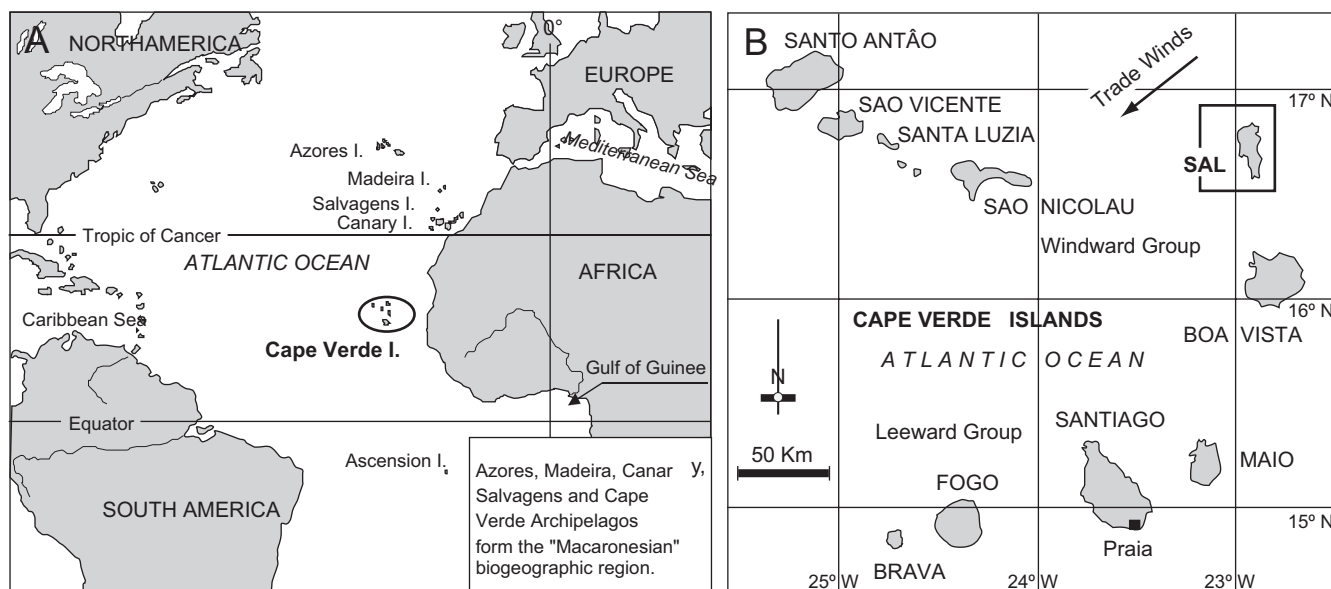 A
NORTHAMERICA
0°
EUROPE
Mediterranean Sea
Azores I.
Madeira I.
Salvagens I.
Canary I.
Tropic of Cancer
ATLANTIC OCEAN
AFRICA
Caribbean Sea
Cape Verde I.
Gulf of Guinee
Equator
Ascension I.
SOUTH AMERICA
Azores, Madeira, Canar y,
Salvagens and Cape
Verde Archipelagos
form the "Macaronesian"
biogeographic region.
B
SANTO ANTÂO
Trade Winds
17º N
SAO VICENTE
SANTA LUZIA
SAL
SAO NICOLAU
Windward Group
16º N
CAPE VERDE ISLANDS
BOA VISTA
ATLANTIC OCEAN
N
SANTIAGO
Leeward Group
50 Km
MAIO
FOGO
15º N
Praia
BRAVA
25º W
24º W
23º W